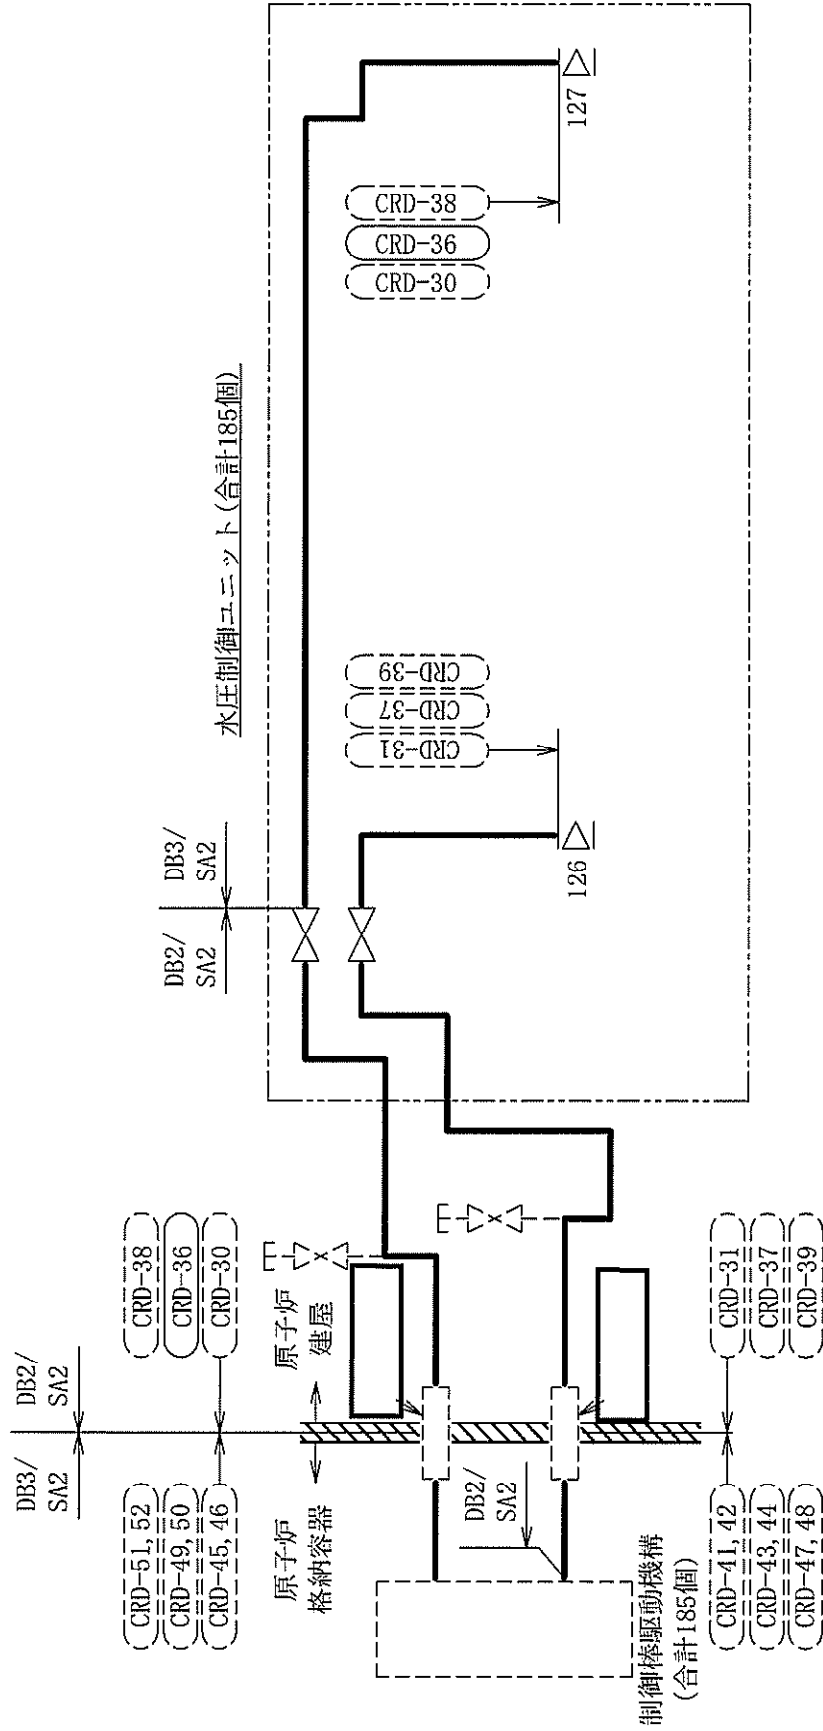 水圧制御ユニット(合計185個)
CRD-38
CRD-36
CRD-30
127
CRD-39
CRD-37
CRD-31
126
DB2/
SA2
DB3/
SA2
DB3/
SA2
DB2/
SA2
CRD-51, 52
CRD-49, 50
CRD-45, 46
CRD-38
CRD-36
CRD-30
原子炉
格納容器
原子炉
建屋
DB2/
SA2
制御棒駆動機構
(合計185個)
CRD-41, 42
CRD-43, 44
CRD-47, 48
CRD-31
CRD-37
CRD-39